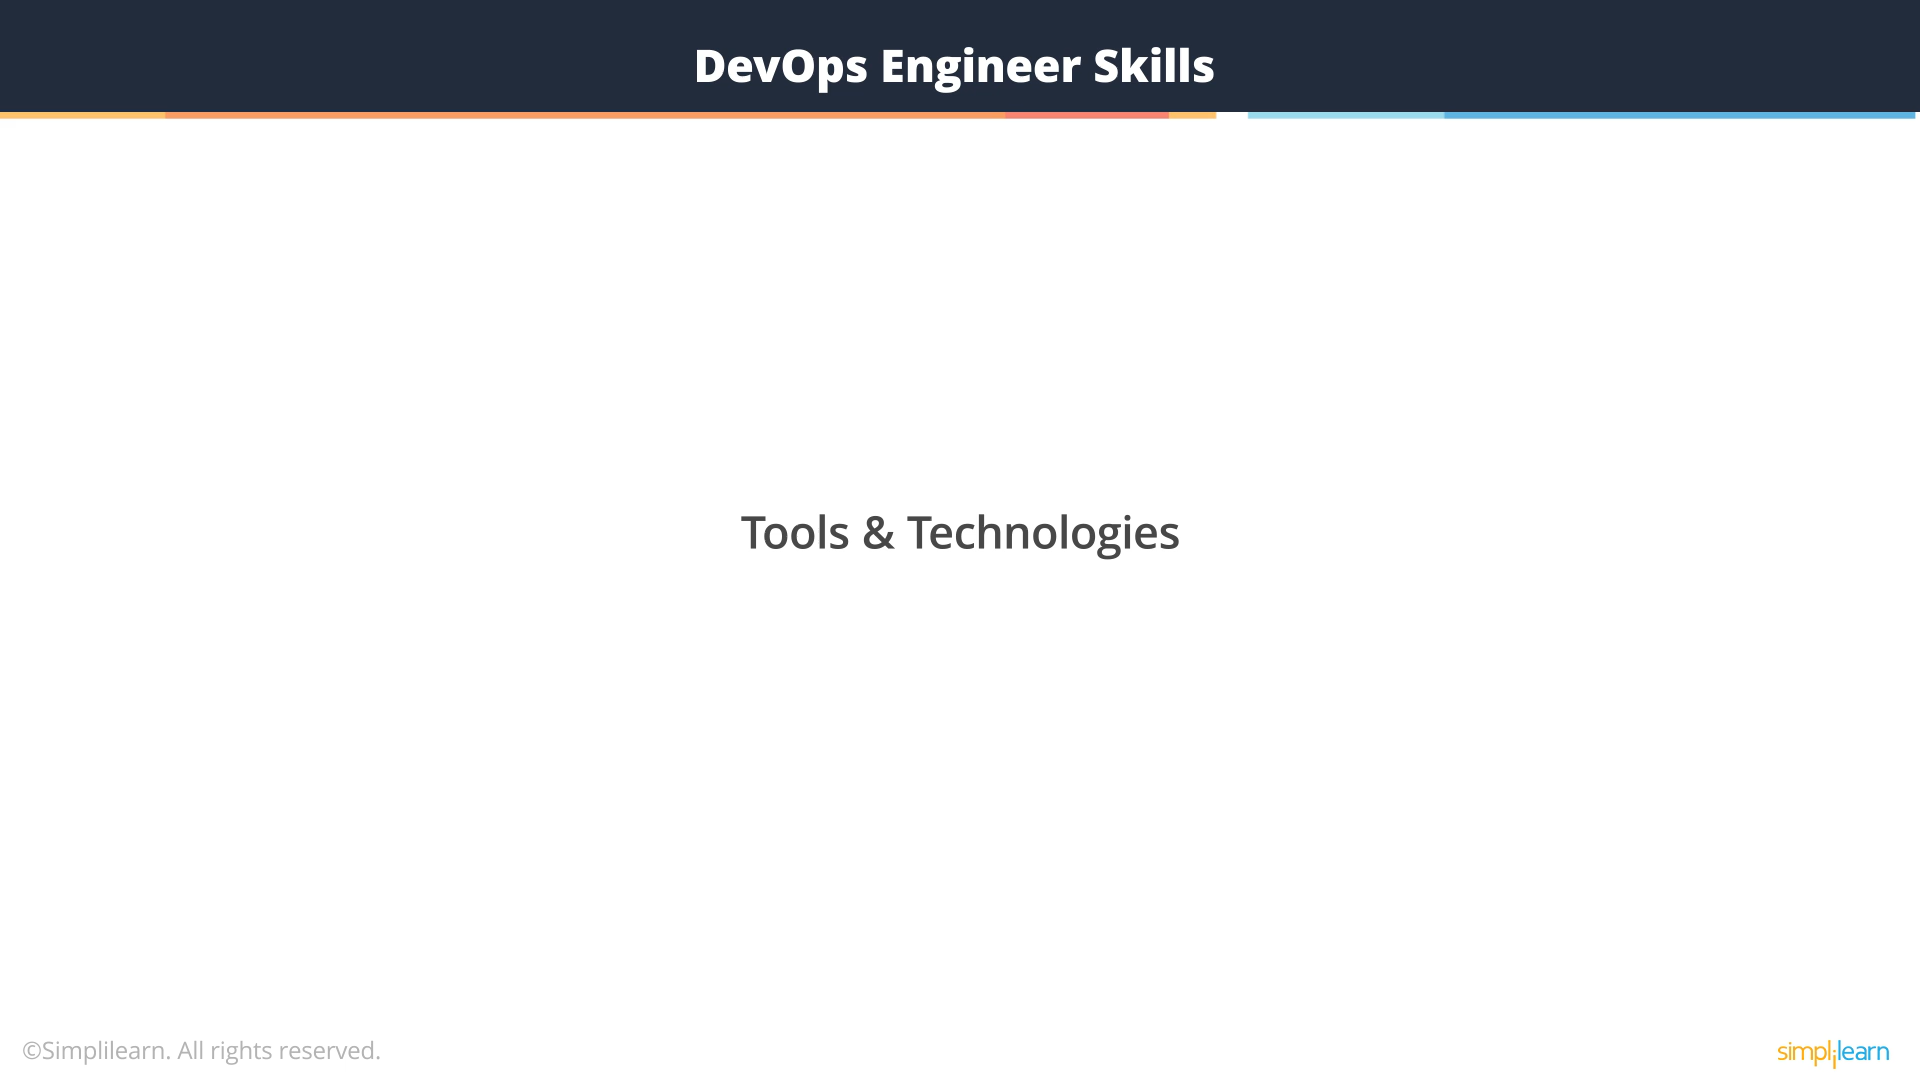 DevOps Engineer Skills
Tools & Technologies
©Simplilearn. All rights reserved.
simplilearn